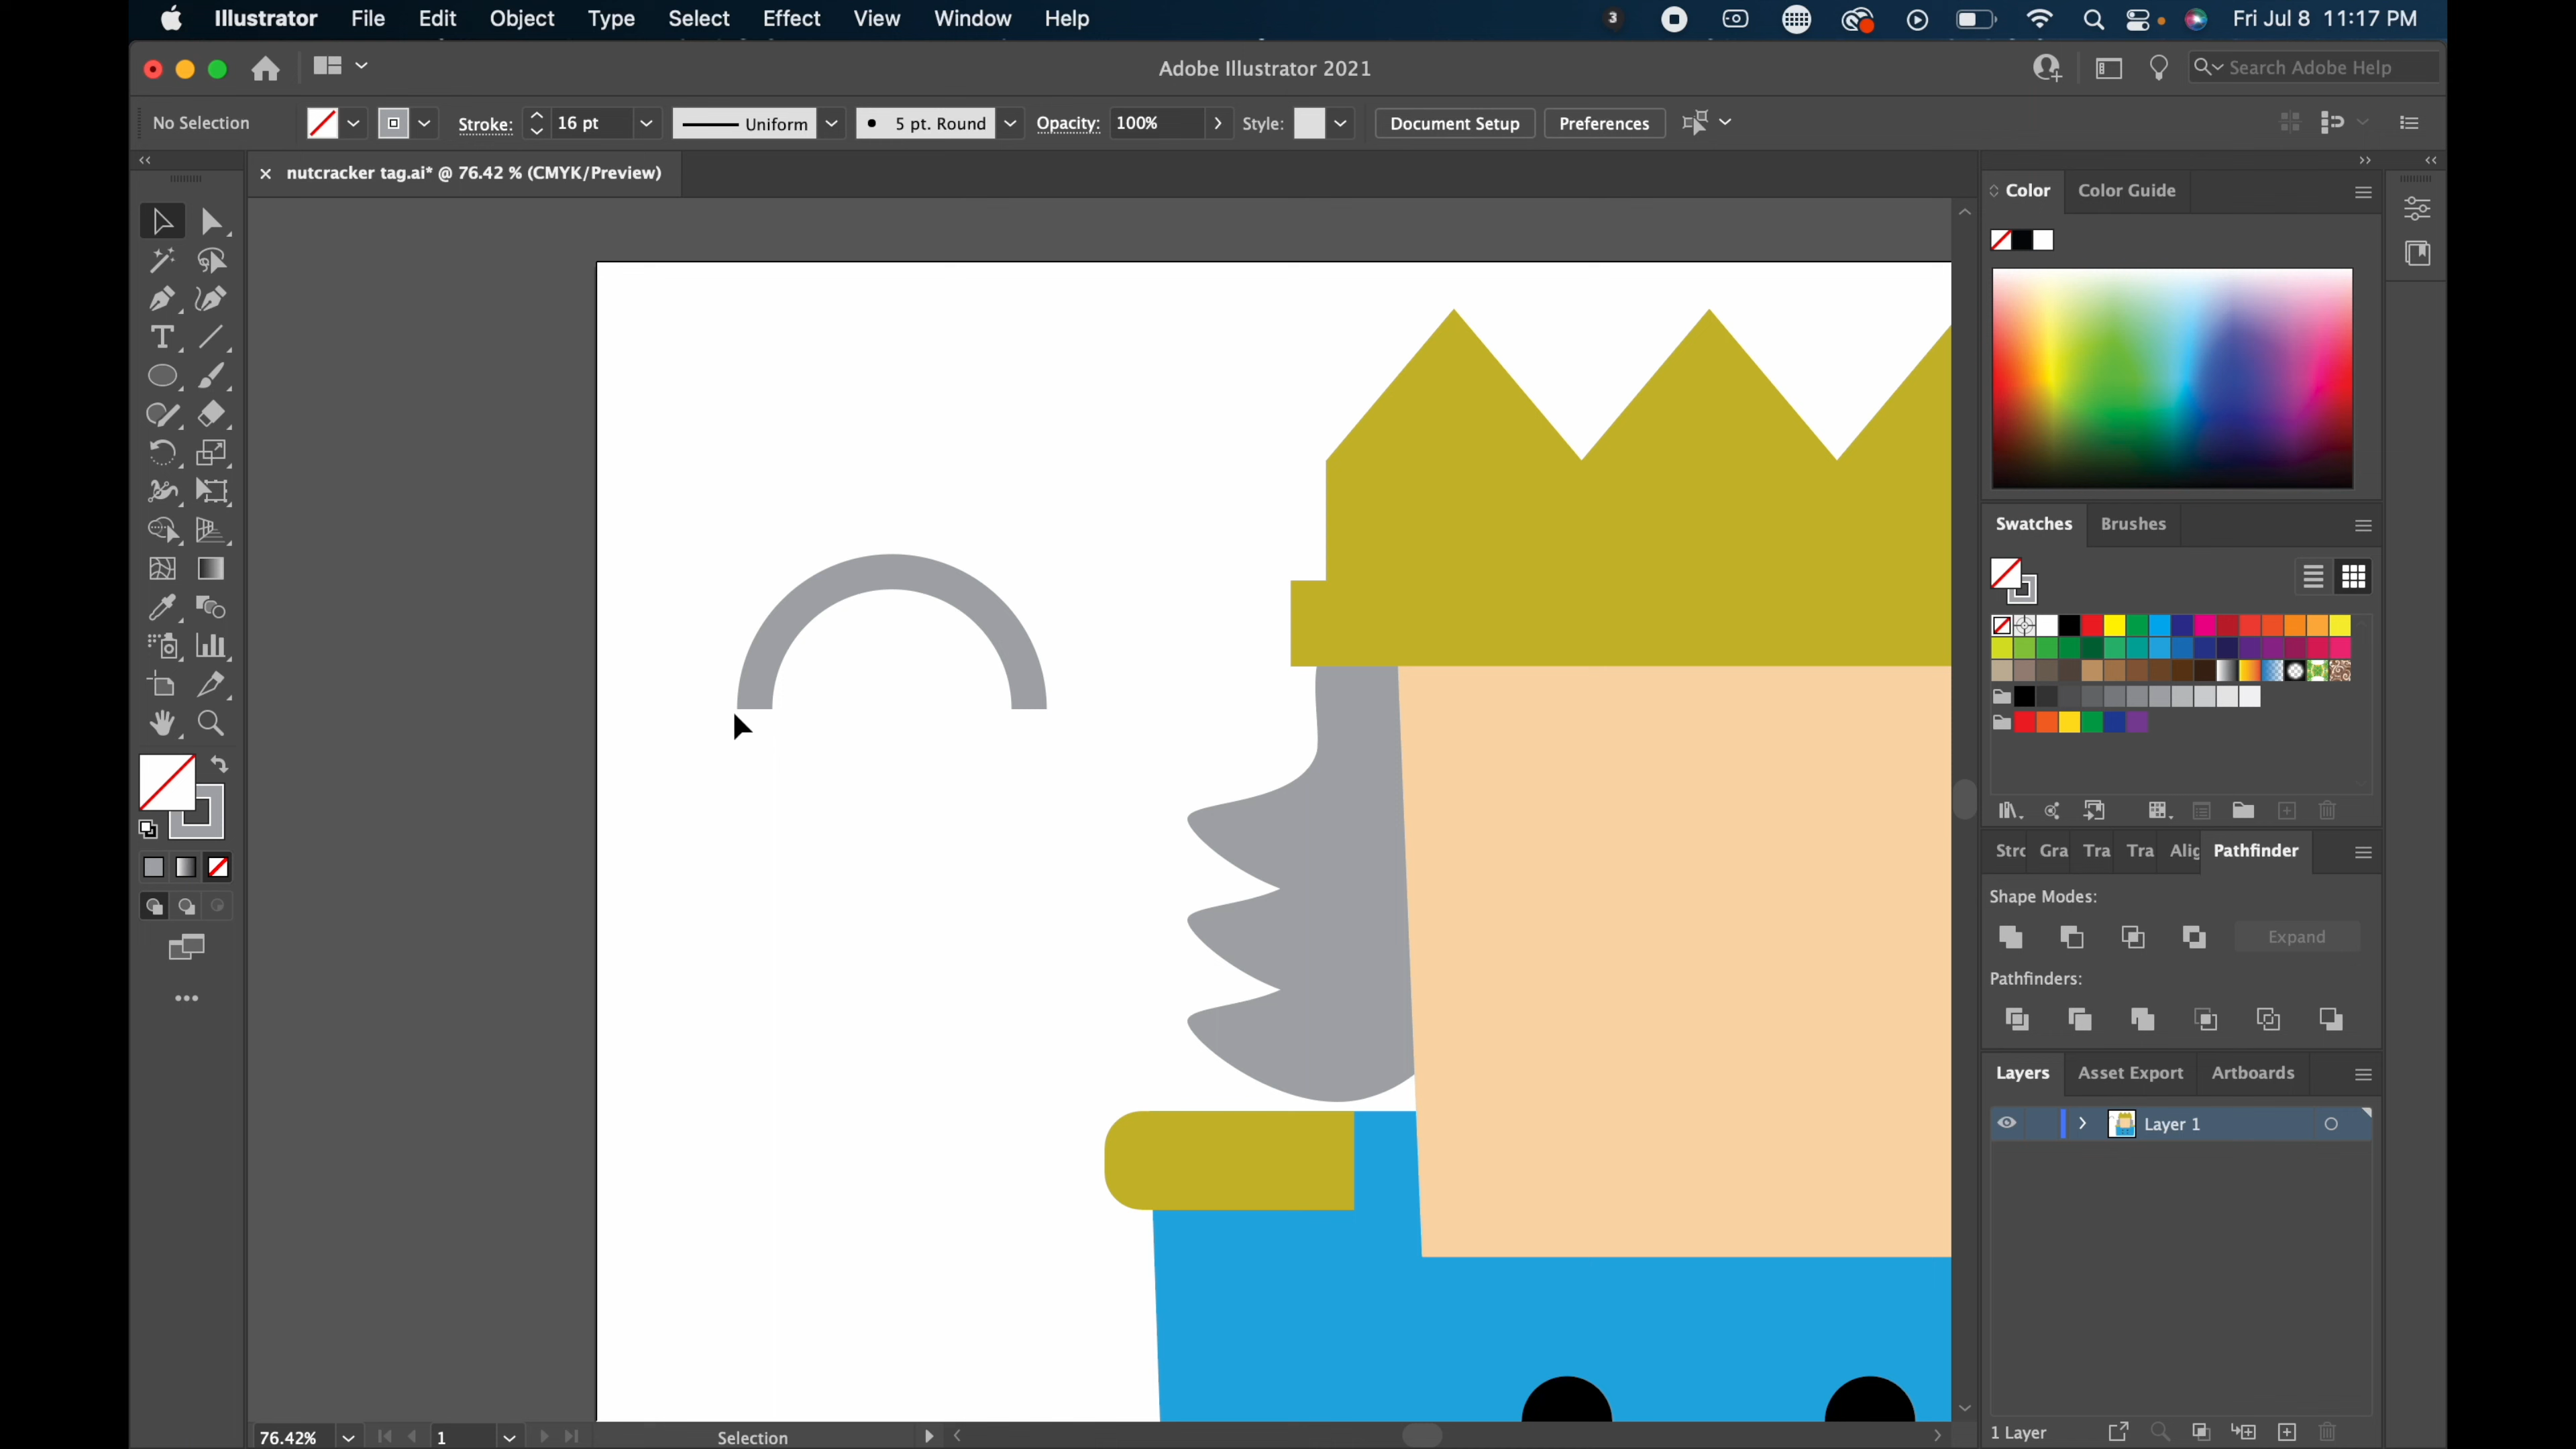 Illustrator File Edit Object Type Select Effect View Window Help 3 Fri Jul 8 11:17 PM
Adobe Illustrator 2021 Search Adobe Help
No Selection Stroke: 16 pt Uniform 5 pt. Round Opacity: 100% Style: Document Setup Preferences
nutcracker tag.ai* @ 76.42 % (CMYK/Preview)
Color Color Guide
Swatches Brushes
Strc Gra Tra Tra Alig Pathfinder
Shape Modes:
Expand
Pathfinders:
Layers Asset Export Artboards
Layer 1
76.42% 1 Selection 1 Layer